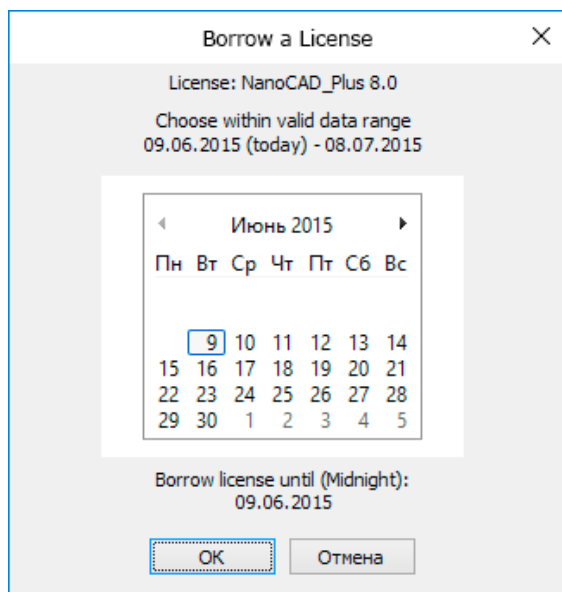 Borrow a License
License: NanoCAD_Plus 8.0
Choose within valid data range
09.06.2015 (today) - 08.07.2015
Июнь 2015
Пн Вт Ср Чт Пт Сб Вс
9 10 11 12 13 14
15 16 17 18 19 20 21
22 23 24 25 26 27 28
29 30 1 2 3 4 5
Borrow license until (Midnight):
09.06.2015
OK Отмена